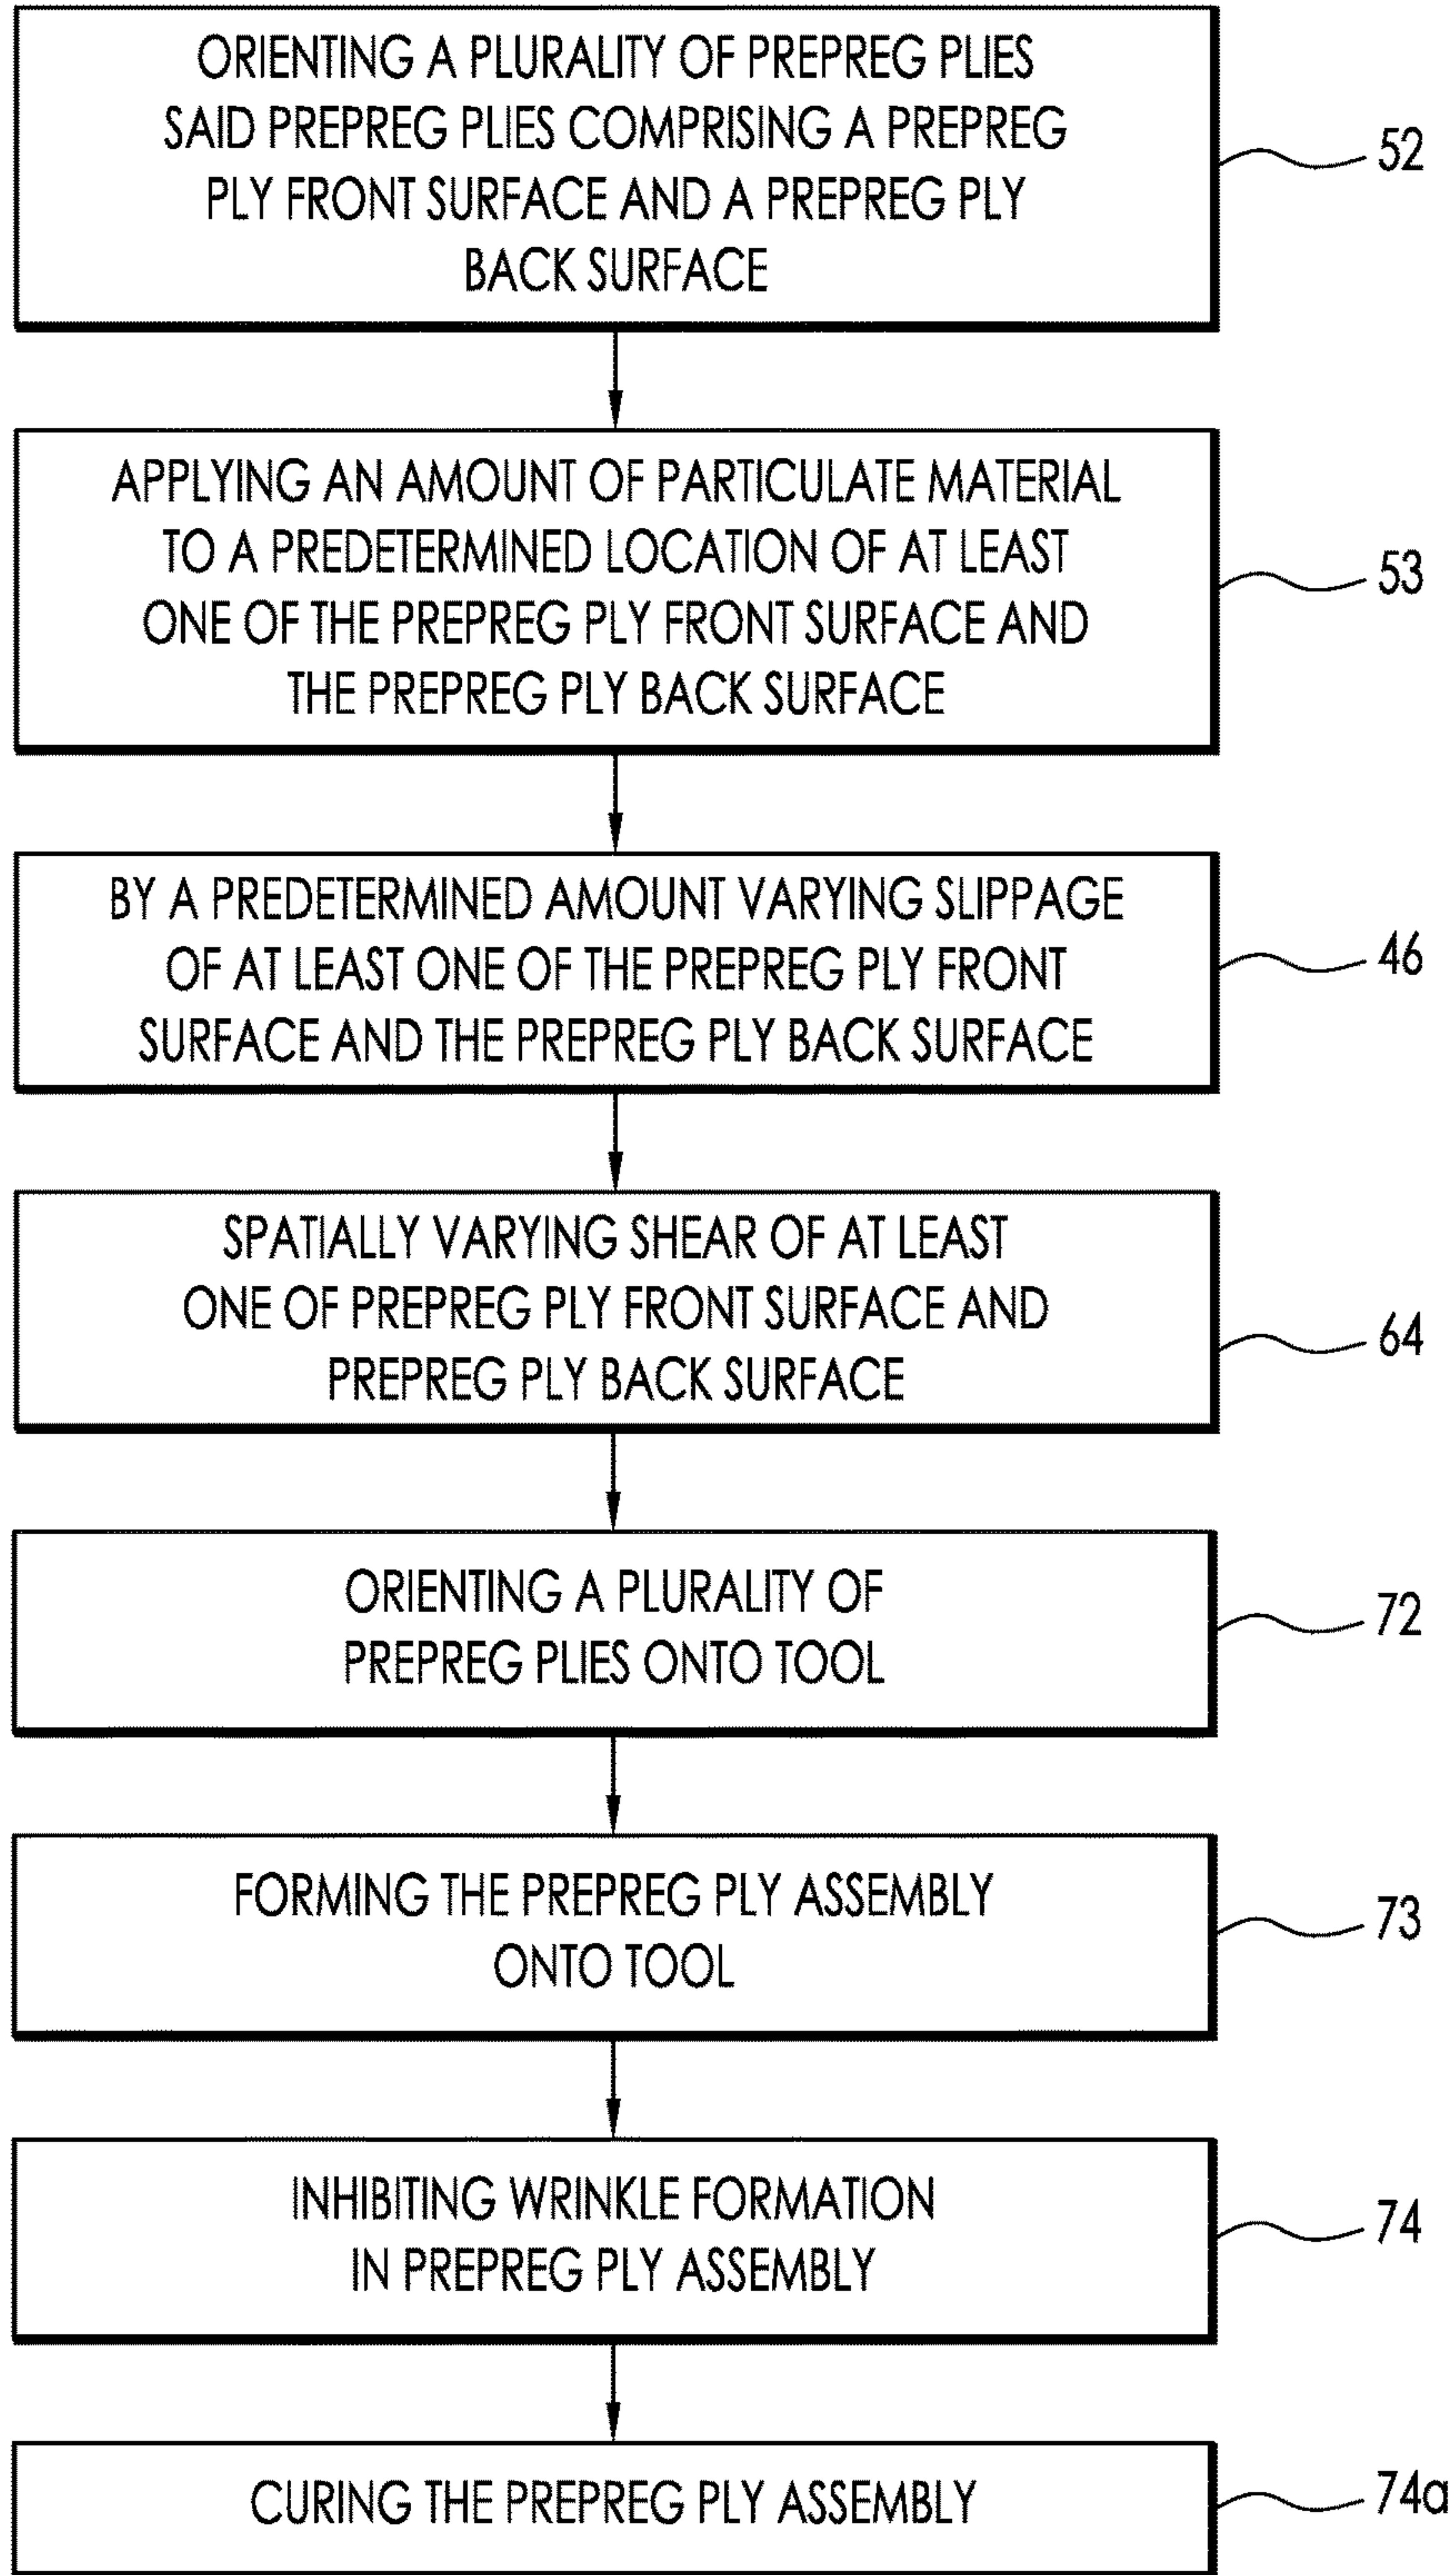 ORIENTING A PLURALITY OF PREPREG PLIES
SAID PREPREG PLIES COMPRISING A PREPREG
PLY FRONT SURFACE AND A PREPREG PLY
BACK SURFACE
52
APPLYING AN AMOUNT OF PARTICULATE MATERIAL
TO A PREDETERMINED LOCATION OF AT LEAST
ONE OF THE PREPREG PLY FRONT SURFACE AND
THE PREPREG PLY BACK SURFACE
53
BY A PREDETERMINED AMOUNT VARYING SLIPPAGE
OF AT LEAST ONE OF THE PREPREG PLY FRONT
SURFACE AND THE PREPREG PLY BACK SURFACE
46
SPATIALLY VARYING SHEAR OF AT LEAST
ONE OF PREPREG PLY FRONT SURFACE AND
PREPREG PLY BACK SURFACE
64
ORIENTING A PLURALITY OF
PREPREG PLIES ONTO TOOL
72
FORMING THE PREPREG PLY ASSEMBLY
ONTO TOOL
73
INHIBITING WRINKLE FORMATION
IN PREPREG PLY ASSEMBLY
74
CURING THE PREPREG PLY ASSEMBLY
74a